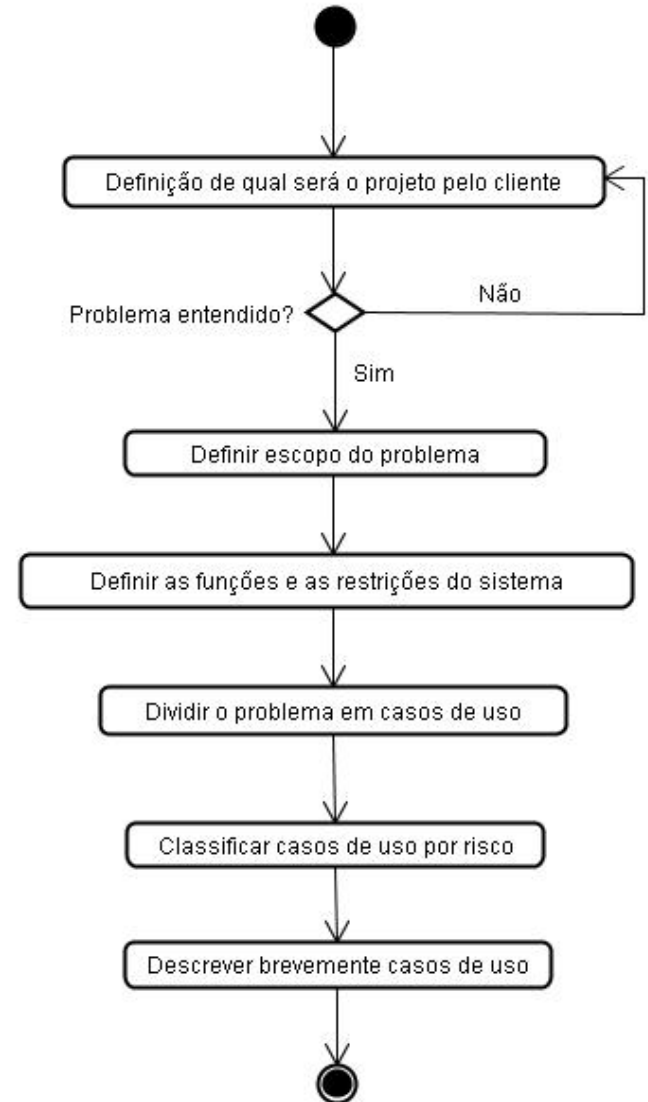 Definição de qual será o projeto pelo cliente
Não
Problema entendido?
Sim
Definir escopo do problema
Definir as funções e as restrições do sistema
Dividir o problema em casos de uso
Classificar casos de uso por risco
Descrever brevemente casos de uso